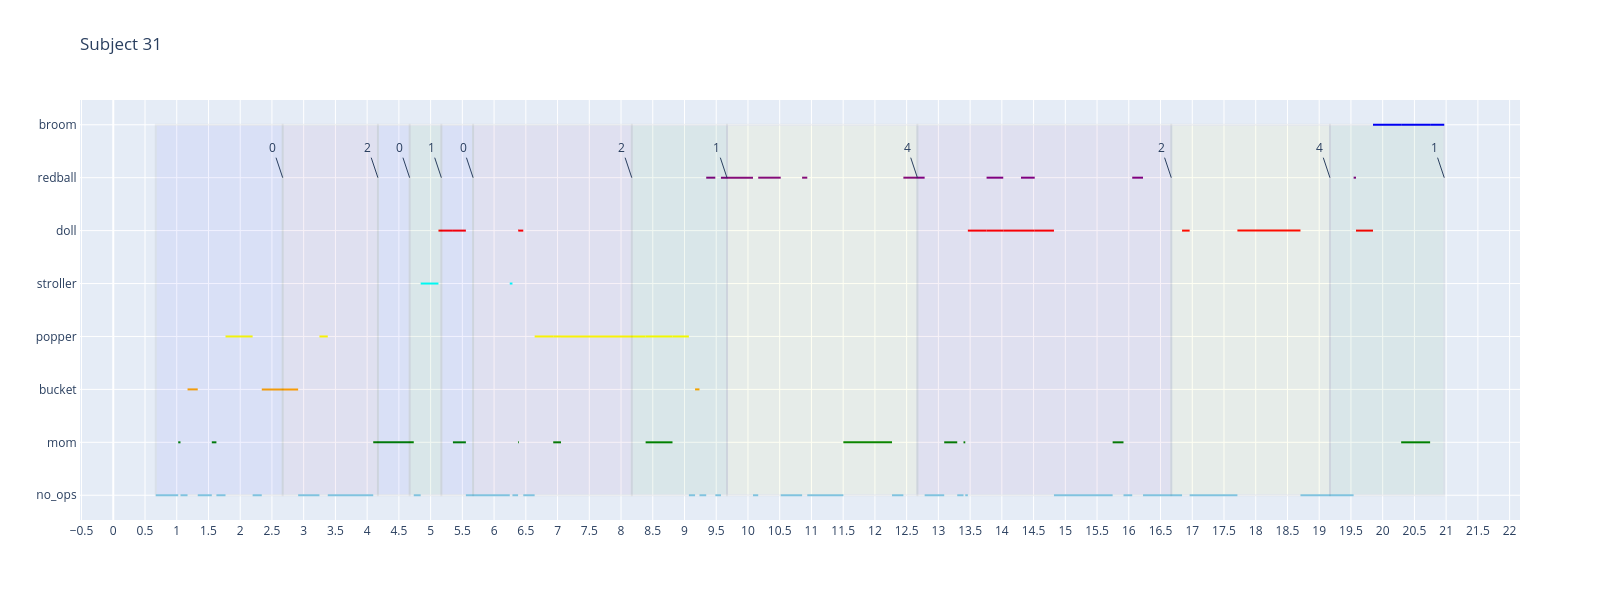 Subject 31
broom
0 2 0 1 0 2 1 4 2 4 1
redball
doll
stroller
popper
bucket
mom
no_ops
−0.5 0 0.5 1 1.5 2 2.5 3 3.5 4 4.5 5 5.5 6 6.5 7 7.5 8 8.5 9 9.5 10 10.5 11 11.5 12 12.5 13 13.5 14 14.5 15 15.5 16 16.5 17 17.5 18 18.5 19 19.5 20 20.5 21 21.5 22